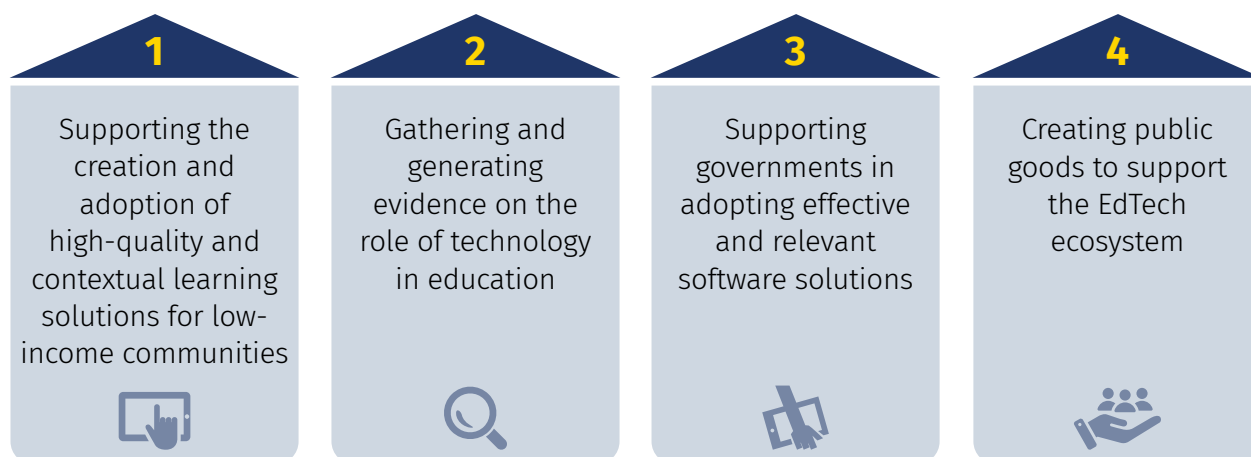 1
Supporting the
creation and
adoption of
high-quality and
contextual learning
solutions for low-
income communities
2
Gathering and
generating
evidence on the
role of technology
in education
3
Supporting
governments in
adopting effective
and relevant
software solutions
4
Creating public
goods to support
the EdTech
ecosystem